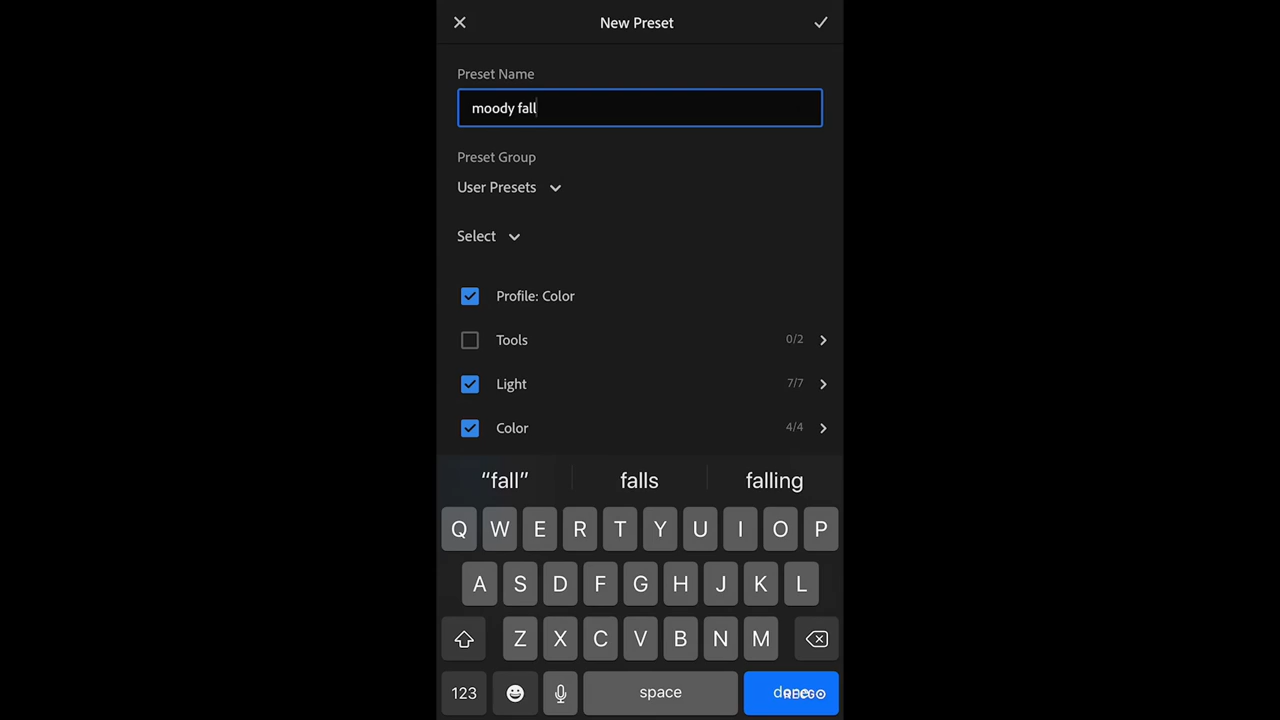 New Preset
Preset Name
moody fall
Preset Group
User Presets
Select
Profile: Color
Tools 0/2
Light 7/7
Color 4/4
“fall” falls falling
Q W E R T Y U I O P
A S D F G H J K L
Z X C V B N M
123 space done